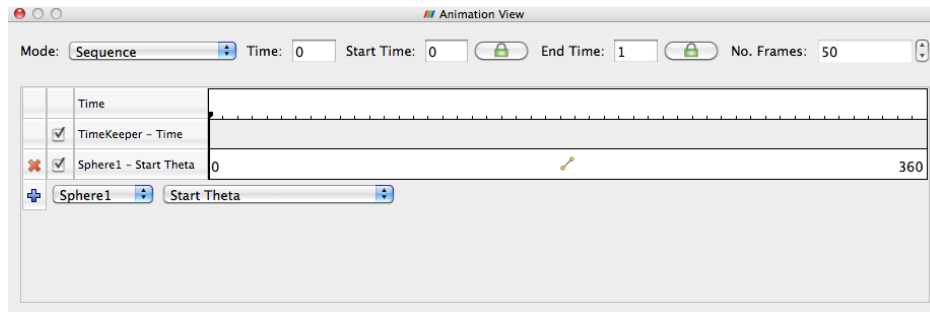 Animation View
Mode: Sequence Time: 0 Start Time: 0 End Time: 1 No. Frames: 50
Time
TimeKeeper - Time
Sphere1 - Start Theta 0 360
Sphere1 Start Theta